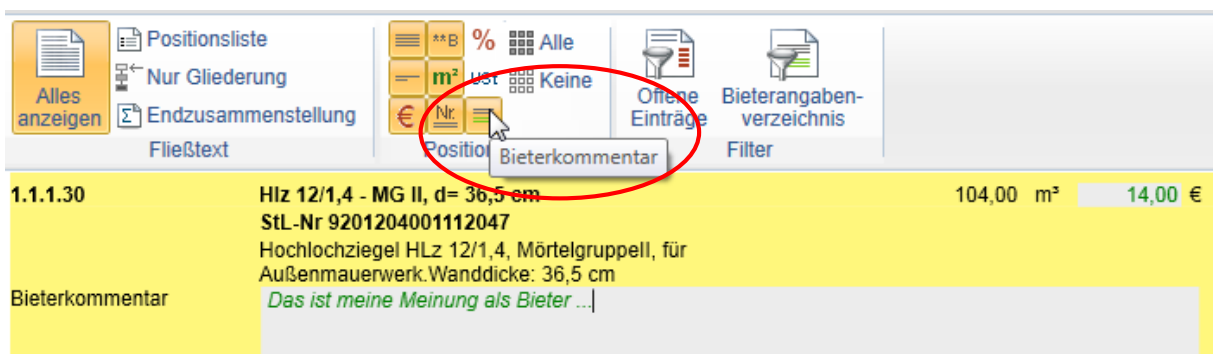 Alles anzeigen
Positionsliste
Nur Gliederung
Endzusammenstellung
Fließtext
**B % Alle
m² USt Keine
€ Nr.
Position
Bieterkommentar
Offene Einträge
Bieterangaben-
verzeichnis
Filter
1.1.1.30 Hlz 12/1,4 - MG II, d= 36,5 cm 104,00 m³ 14,00 €
StL-Nr 9201204001112047
Hochlochziegel HLz 12/1,4, MörtelgruppeII, für
Außenmauerwerk.Wanddicke: 36,5 cm
Bieterkommentar Das ist meine Meinung als Bieter ...